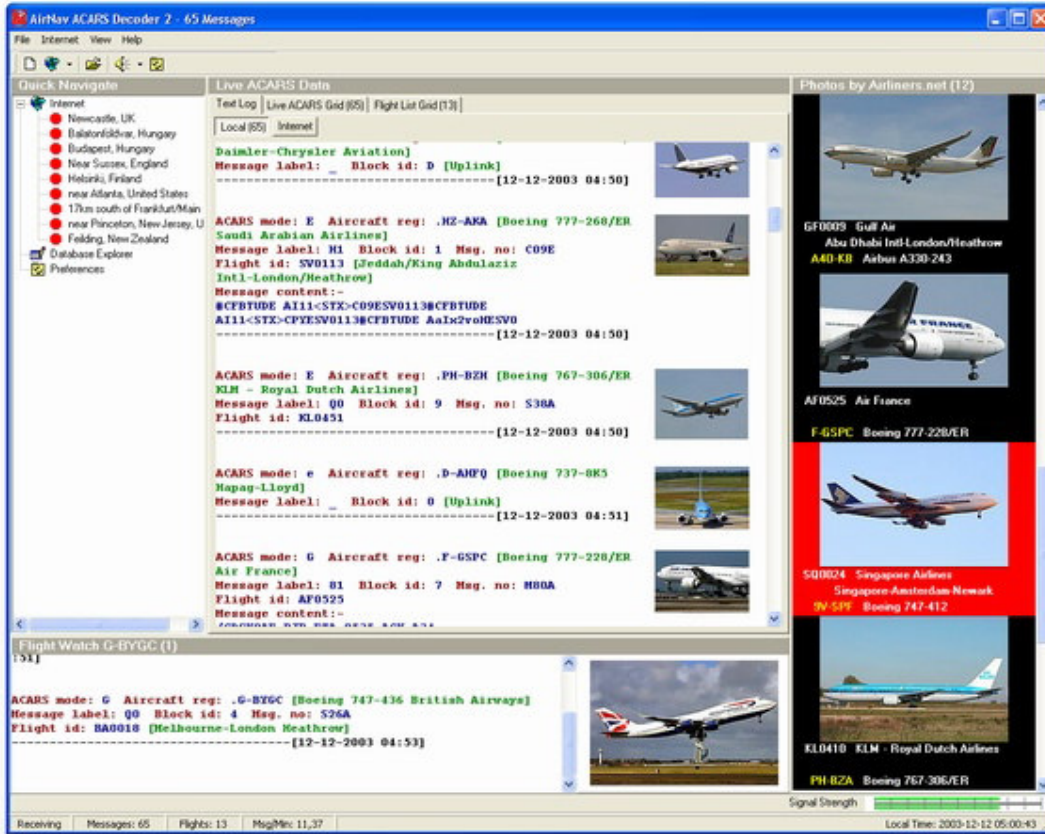 AirNav ACARS Decoder 2 - 65 Messages
File Internet View Help
Quick Navigate
Internet
Newcastle, UK
Balatonfoldvar, Hungary
Budapest, Hungary
Near Sussex, England
Helsinki, Finland
near Atlanta, United States
17km south of Frankfurt/Main
near Princeton, New Jersey, U
Feilding, New Zealand
Database Explorer
Preferences
Live ACARS Data
Text Log Live ACARS Grid (65) Flight List Grid (13)
Local (65) Internet
Daimler-Chrysler Aviation]
Message label: _ Block id: D [Uplink]
-----------------------------------[12-12-2003 04:50]
ACARS mode: E Aircraft reg: .HZ-AKA [Boeing 777-268/ER
Saudi Arabian Airlines]
Message label: H1 Block id: 1 Msg. no: C09E
Flight id: SV0113 [Jeddah/King Abdulaziz
Intl-London/Heathrow]
Message content:-
#CFBTUDE AI11<STX>C09ESV0113#CFBTUDE
AI11<STX>CPYESV0113#CFBTUDE AaIx2voHESV0
-----------------------------------[12-12-2003 04:50]
ACARS mode: E Aircraft reg: .PH-BZH [Boeing 767-306/ER
KLM - Royal Dutch Airlines]
Message label: Q0 Block id: 9 Msg. no: S38A
Flight id: KL0451
-----------------------------------[12-12-2003 04:50]
ACARS mode: e Aircraft reg: .D-AHFQ [Boeing 737-8K5
Hapag-Lloyd]
Message label: _ Block id: 0 [Uplink]
-----------------------------------[12-12-2003 04:51]
ACARS mode: G Aircraft reg: .F-GSPC [Boeing 777-228/ER
Air France]
Message label: 81 Block id: 7 Msg. no: M80A
Flight id: AF0525
Message content:-
Photos by Airliners.net (12)
GF0009 Gulf Air
Abu Dhabi Intl-London/Heathrow
A4O-KB Airbus A330-243
AIR FRANCE
AF0525 Air France
F-GSPC Boeing 777-228/ER
SQ0024 Singapore Airlines
Singapore-Amsterdam-Newark
9V-SPF Boeing 747-412
KL0410 KLM - Royal Dutch Airlines
PH-BZA Boeing 767-306/ER
Flight Watch G-BYGC (1)
:51]
ACARS mode: G Aircraft reg: .G-BYGC [Boeing 747-436 British Airways]
Message label: Q0 Block id: 4 Msg. no: S26A
Flight id: BA0018 [Melbourne-London Heathrow]
-----------------------------------[12-12-2003 04:53]
Signal Strength
Receiving Messages: 65 Flights: 13 Msg/Min: 11,37 Local Time: 2003-12-12 05:00:43